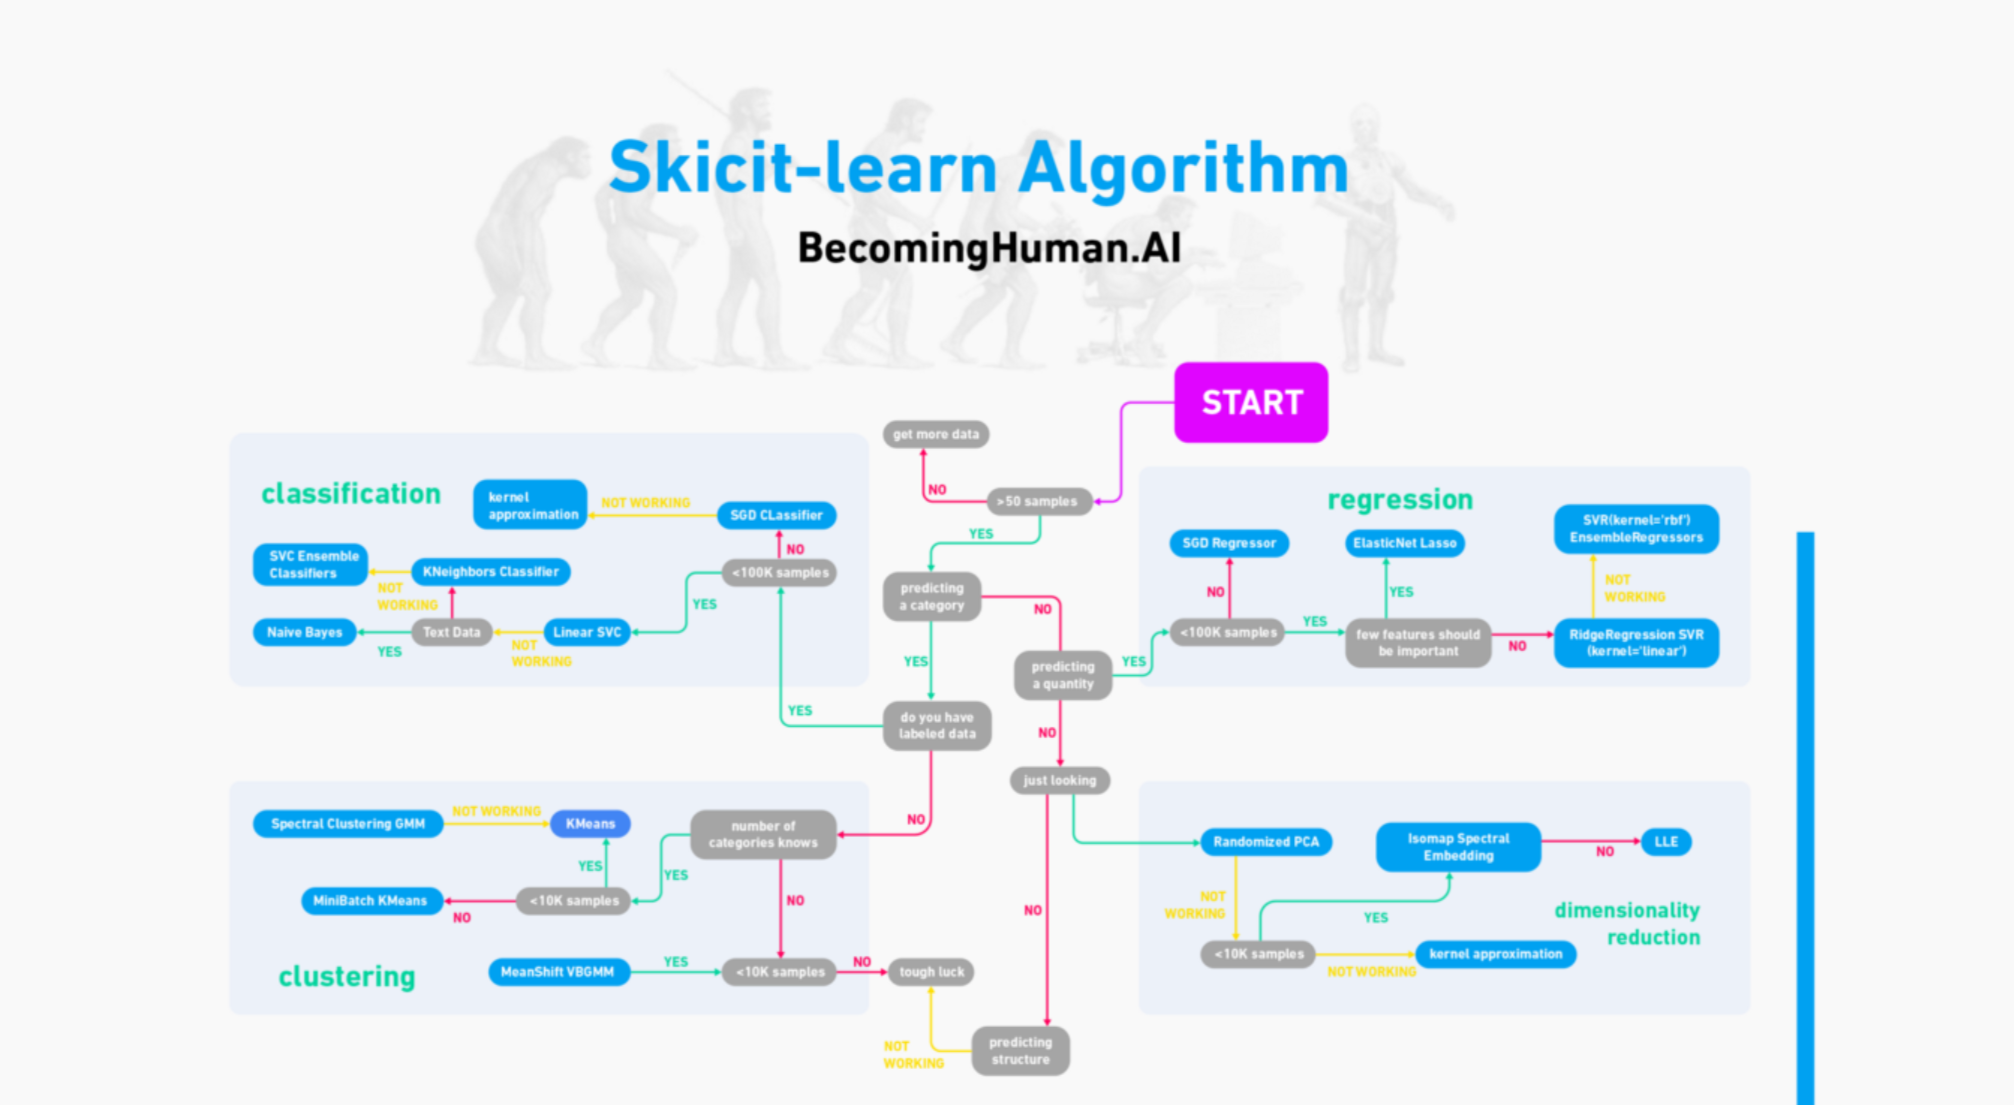 Skicit-learn Algorithm
BecomingHuman.AI
START
get more data
NO
>50 samples
YES
predicting
a category
NO
YES
predicting
a quantity
YES
NO
do you have
labeled data
YES
NO
just looking
NO
classification
kernel
approximation
NOT WORKING
SGD CLassifier
NO
<100K samples
YES
SVC Ensemble
Classifiers
KNeighbors Classifier
NOT
WORKING
Naive Bayes
YES
Text Data
NOT
WORKING
Linear SVC
regression
SGD Regressor
NO
<100K samples
YES
ElasticNet Lasso
YES
few features should
be important
NO
SVR(kernel='rbf')
EnsembleRegressors
NOT
WORKING
RidgeRegression SVR
(kernel='linear')
Spectral Clustering GMM
NOT WORKING
KMeans
YES
number of
categories knows
YES
NO
MiniBatch KMeans
NO
<10K samples
clustering
MeanShift VBGMM
YES
<10K samples
NO
tough luck
NOT
WORKING
predicting
structure
Randomized PCA
NOT
WORKING
<10K samples
YES
NOT WORKING
kernel approximation
Isomap Spectral
Embedding
NO
LLE
dimensionality
reduction